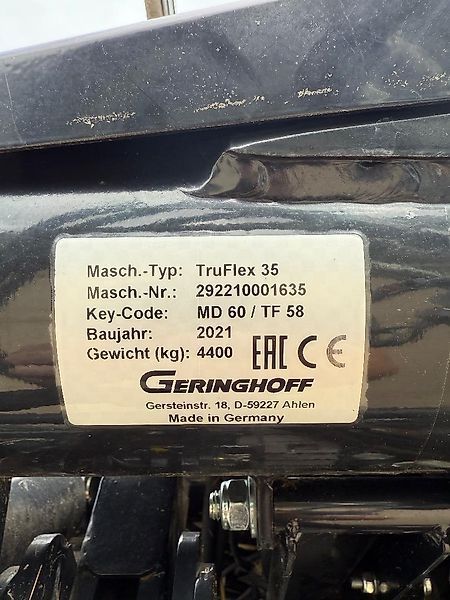 Masch.-Typ: TruFlex 35
Masch.-Nr.: 292210001635
Key-Code: MD 60 / TF 58
Baujahr: 2021
Gewicht (kg): 4400 EAC CE
GERINGHOFF
Gersteinstr. 18, D-59227 Ahlen
Made in Germany